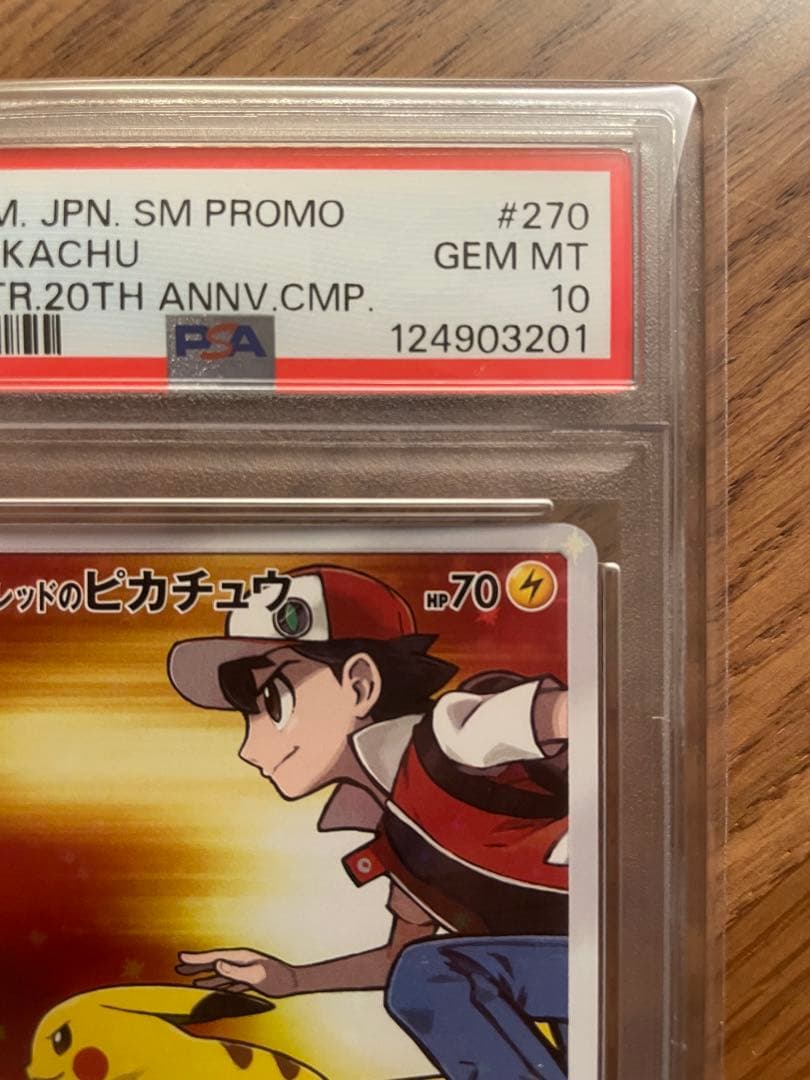 M. JPN. SM PROMO #270
KACHU GEM MT
TR.20TH ANNV.CMP. 10
PSA 124903201
レッドのピカチュウ HP70